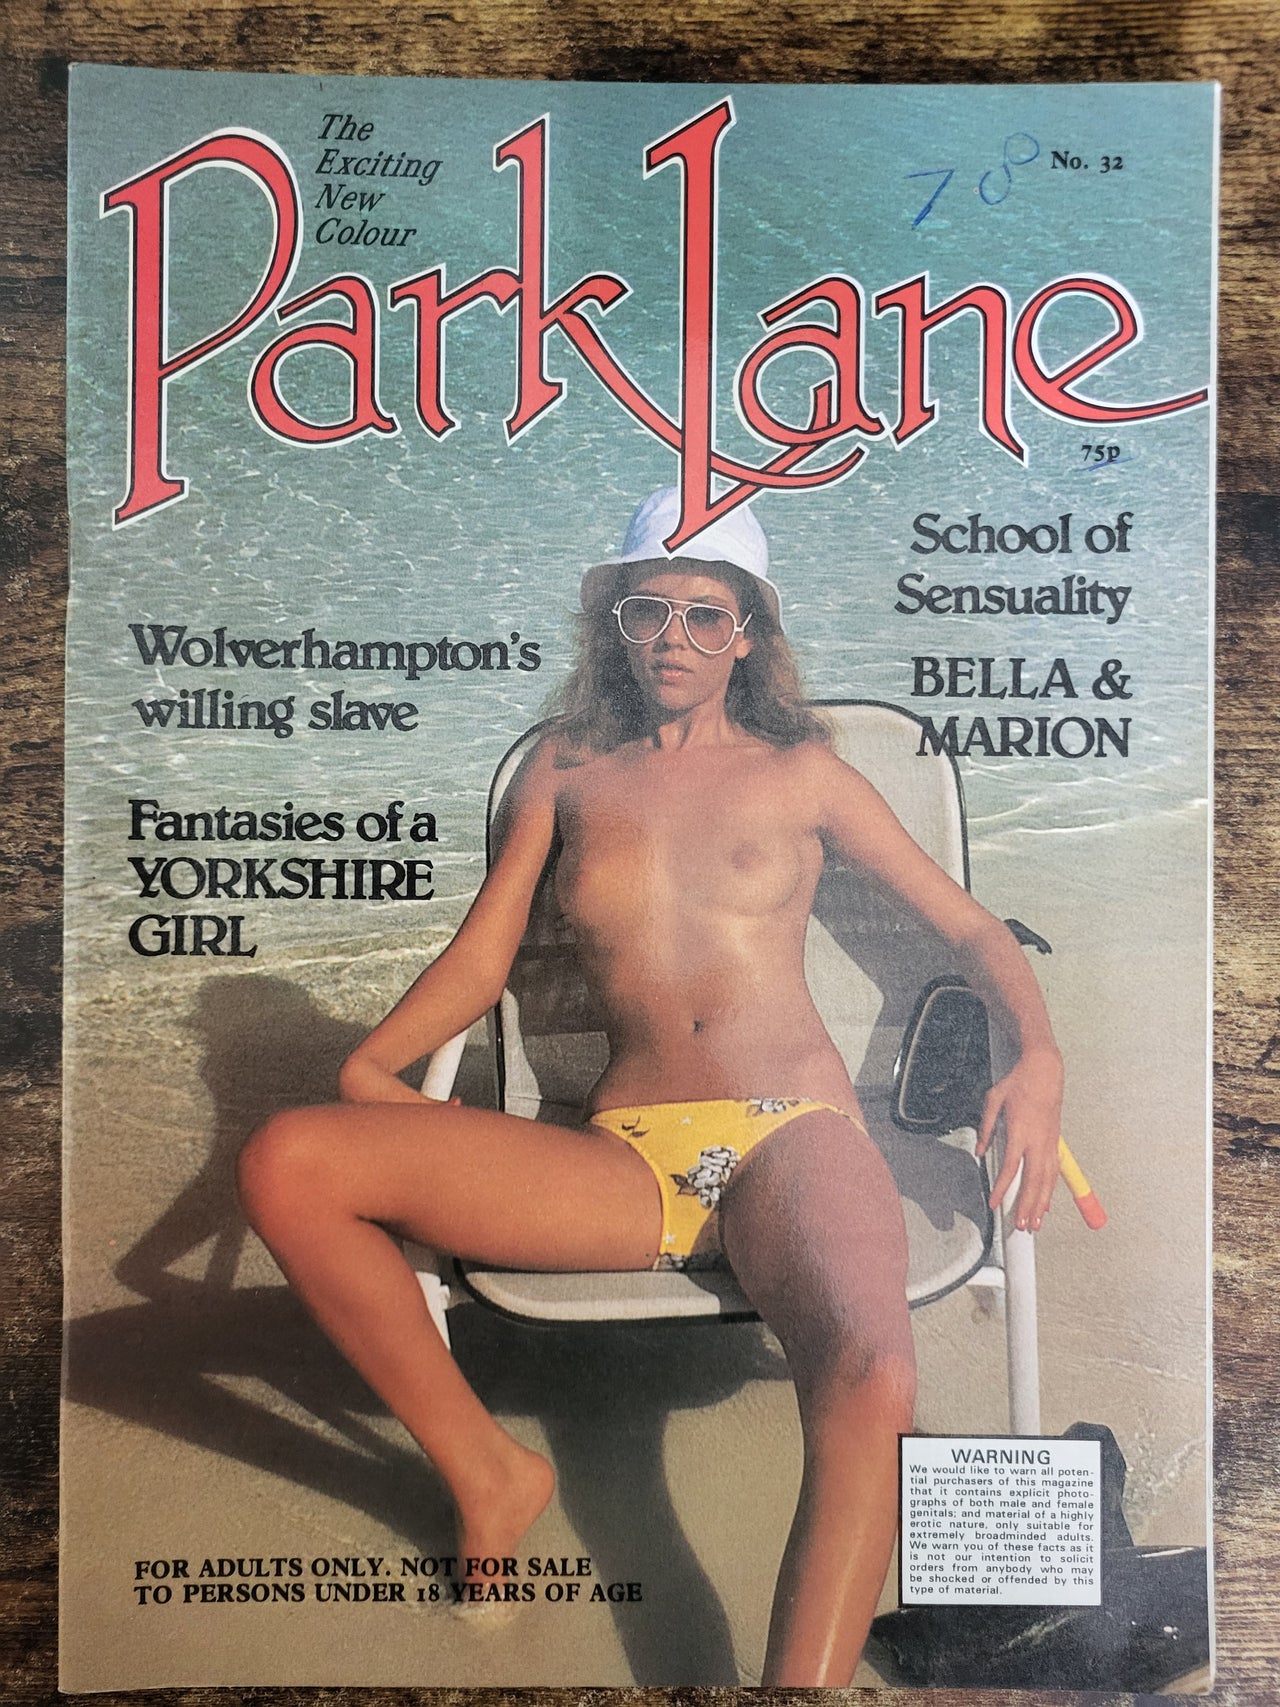 The
Exciting
New
Colour
Park Lane
No. 32
75p
School of
Sensuality
BELLA &
MARION
Wolverhampton's
willing slave
Fantasies of a
YORKSHIRE
GIRL
WARNING
We would like to warn all poten-
tial purchasers of this magazine
that it contains explicit photo-
graphs of both male and female
genitals; and material of a highly
erotic nature, only suitable for
extremely broadminded adults.
We warn you of these facts as it
is not our intention to solicit
orders from anybody who may
be shocked or offended by this
type of material.
FOR ADULTS ONLY. NOT FOR SALE
TO PERSONS UNDER 18 YEARS OF AGE